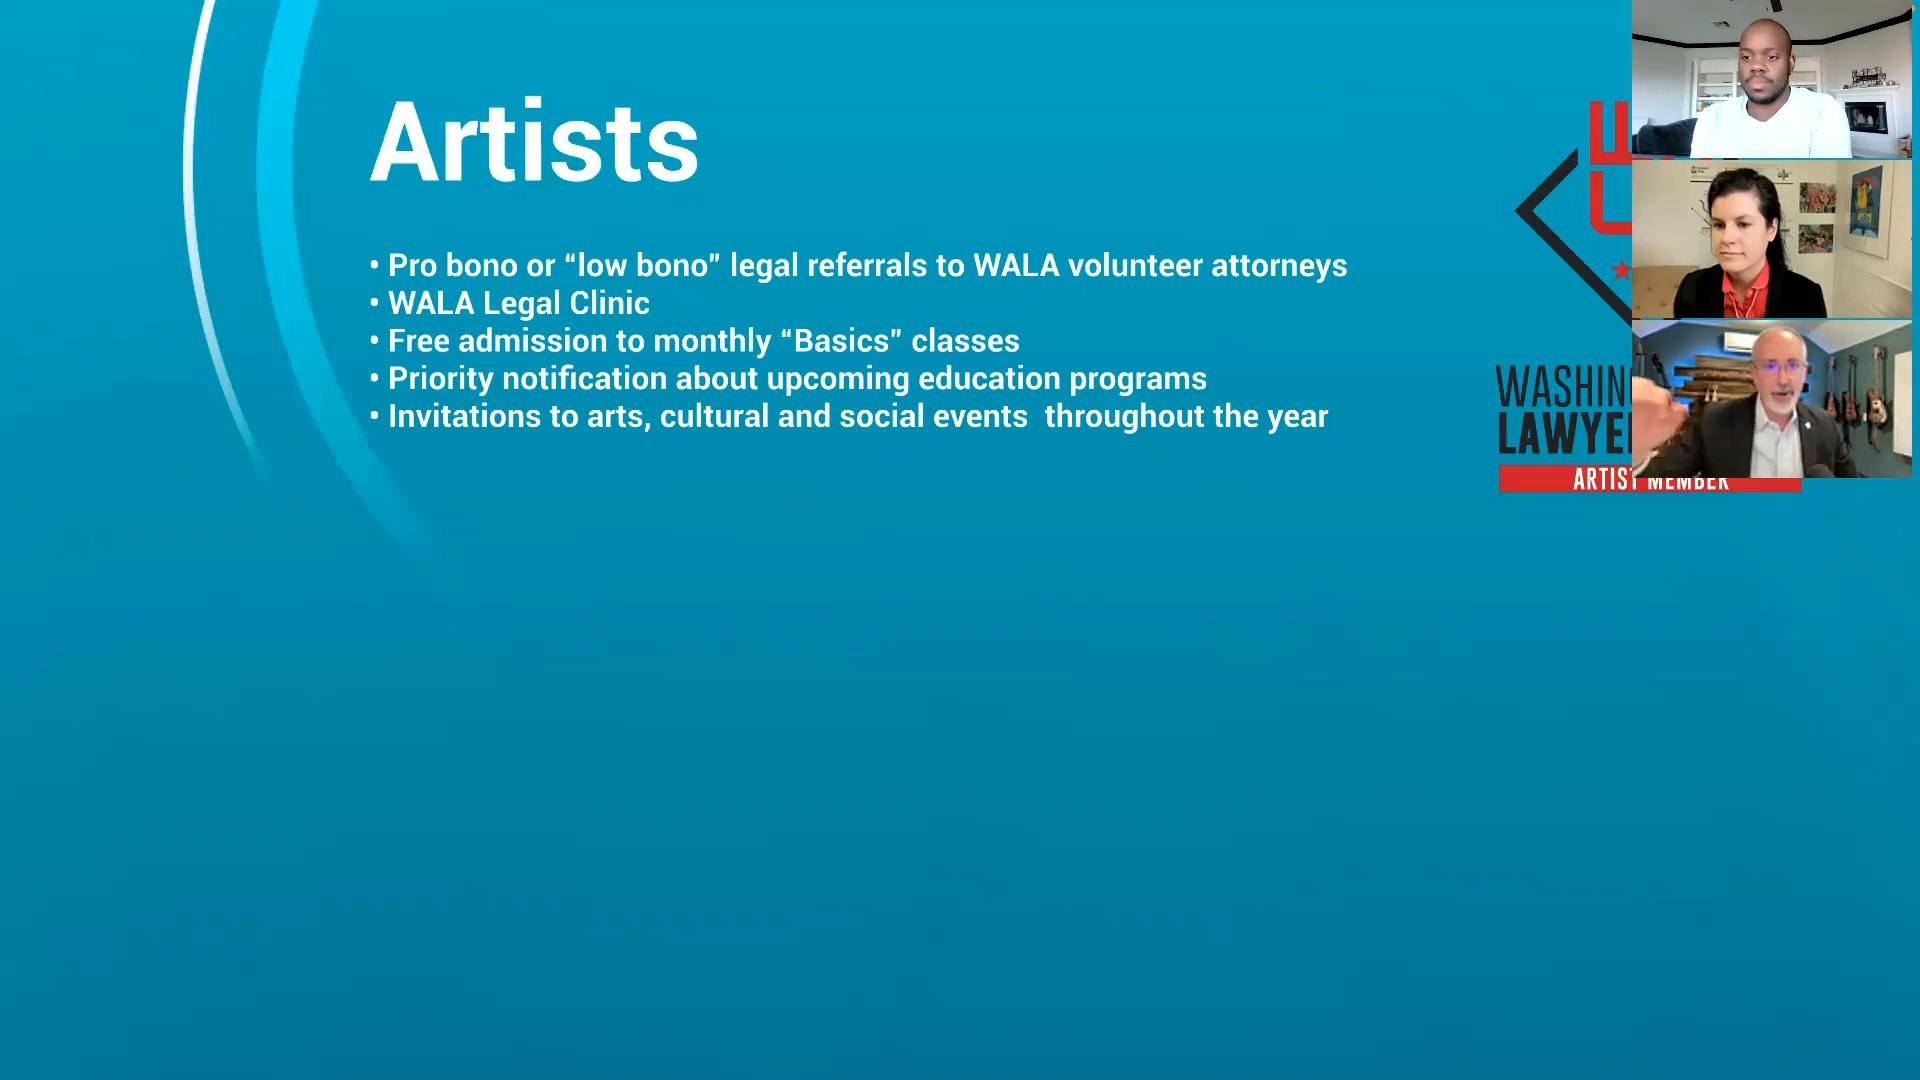 Artists
• Pro bono or “low bono” legal referrals to WALA volunteer attorneys
• WALA Legal Clinic
• Free admission to monthly “Basics” classes
• Priority notification about upcoming education programs
• Invitations to arts, cultural and social events  throughout the year
ARTIST MEMBER